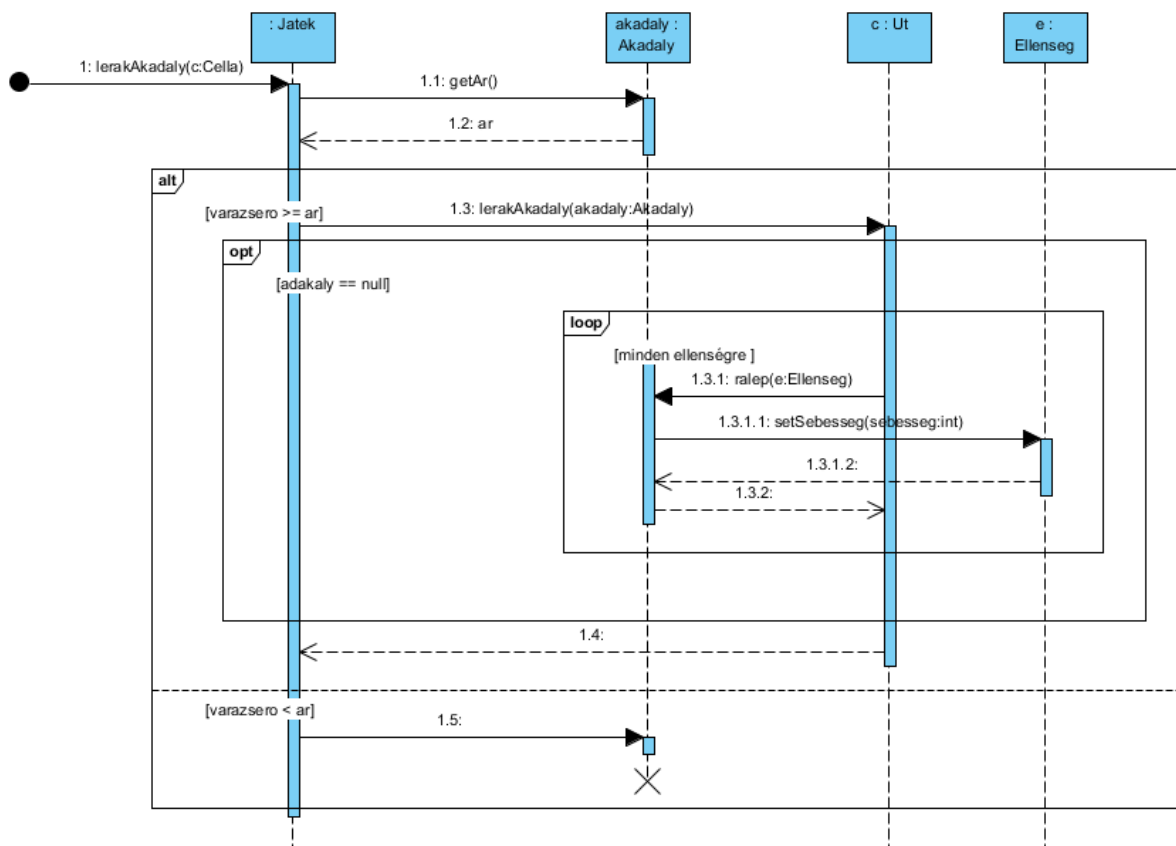 : Jatek
akadaly :
Akadaly
c : Ut
e :
Ellenseg
1: lerakAkadaly(c:Cella)
1.1: getAr()
1.2: ar
alt
[varazsero >= ar]
1.3: lerakAkadaly(akadaly:Akadaly)
opt
[adakaly == null]
loop
[minden ellenségre ]
1.3.1: ralep(e:Ellenseg)
1.3.1.1: setSebesseg(sebesseg:int)
1.3.1.2:
1.3.2:
1.4:
[varazsero < ar]
1.5: